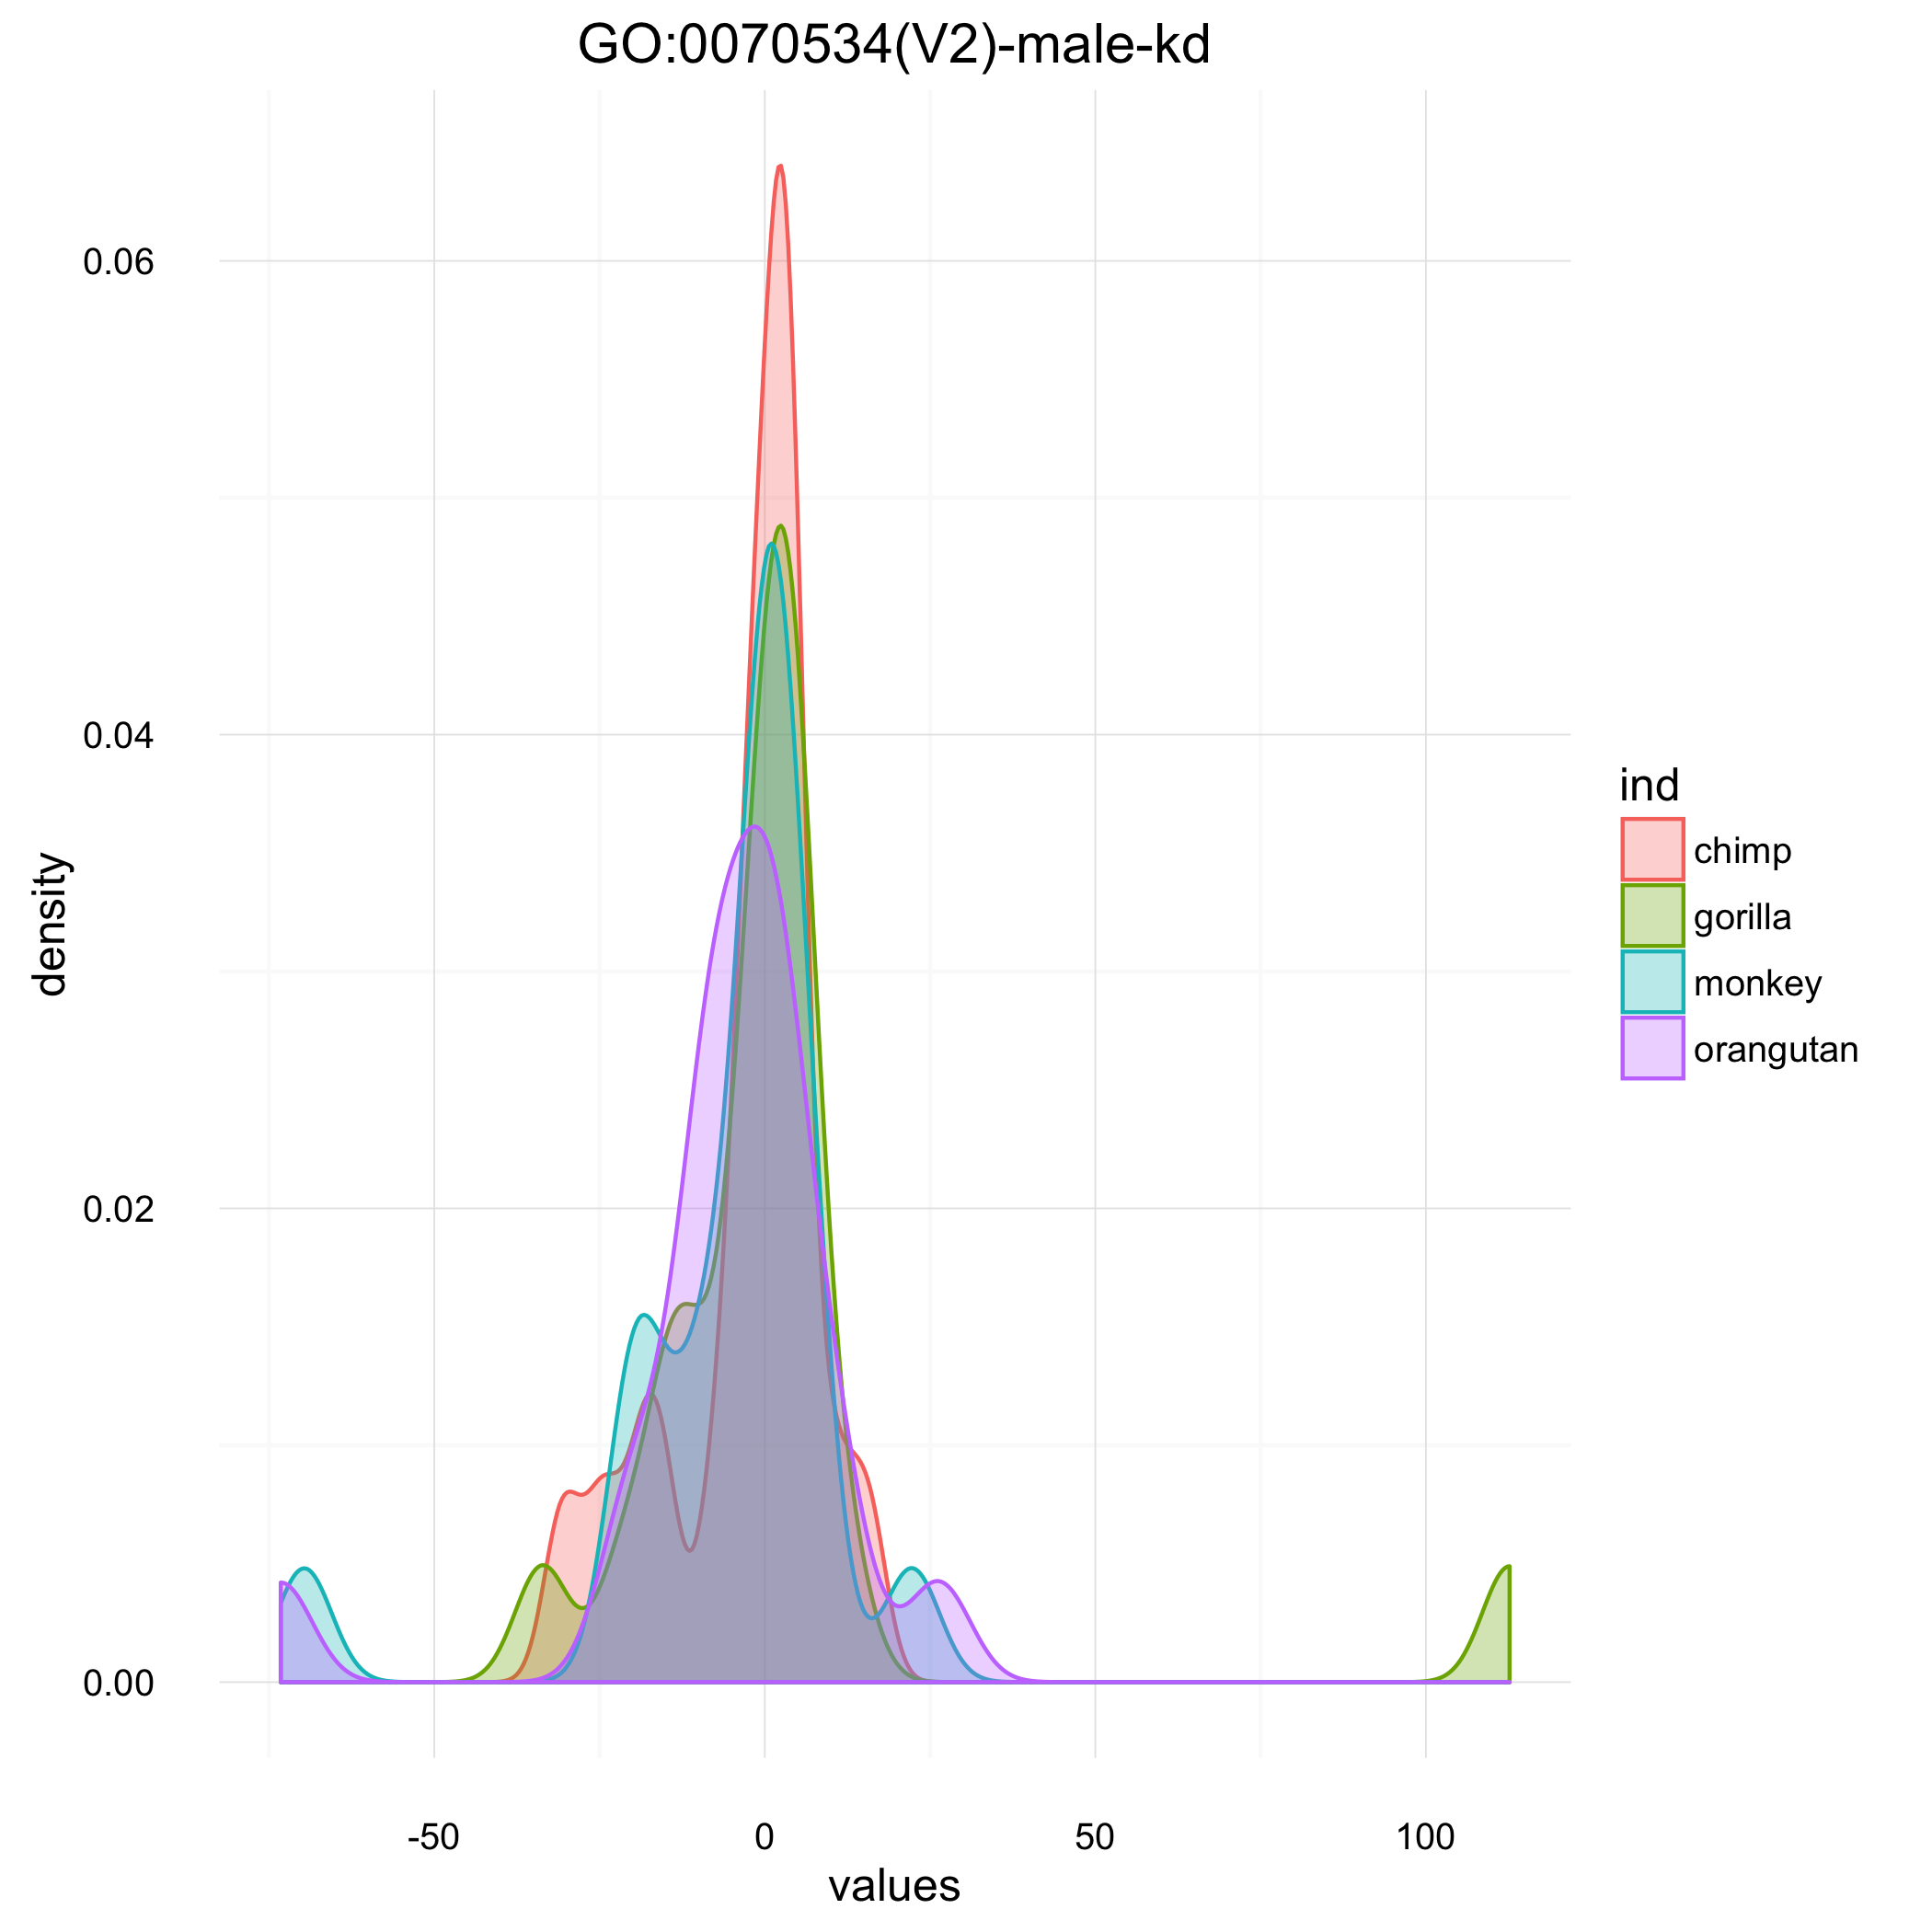 GO:0070534(V2)-male-kd
0.06
0.04
0.02
0.00
density
-50 0 50 100
values
ind
chimp
gorilla
monkey
orangutan